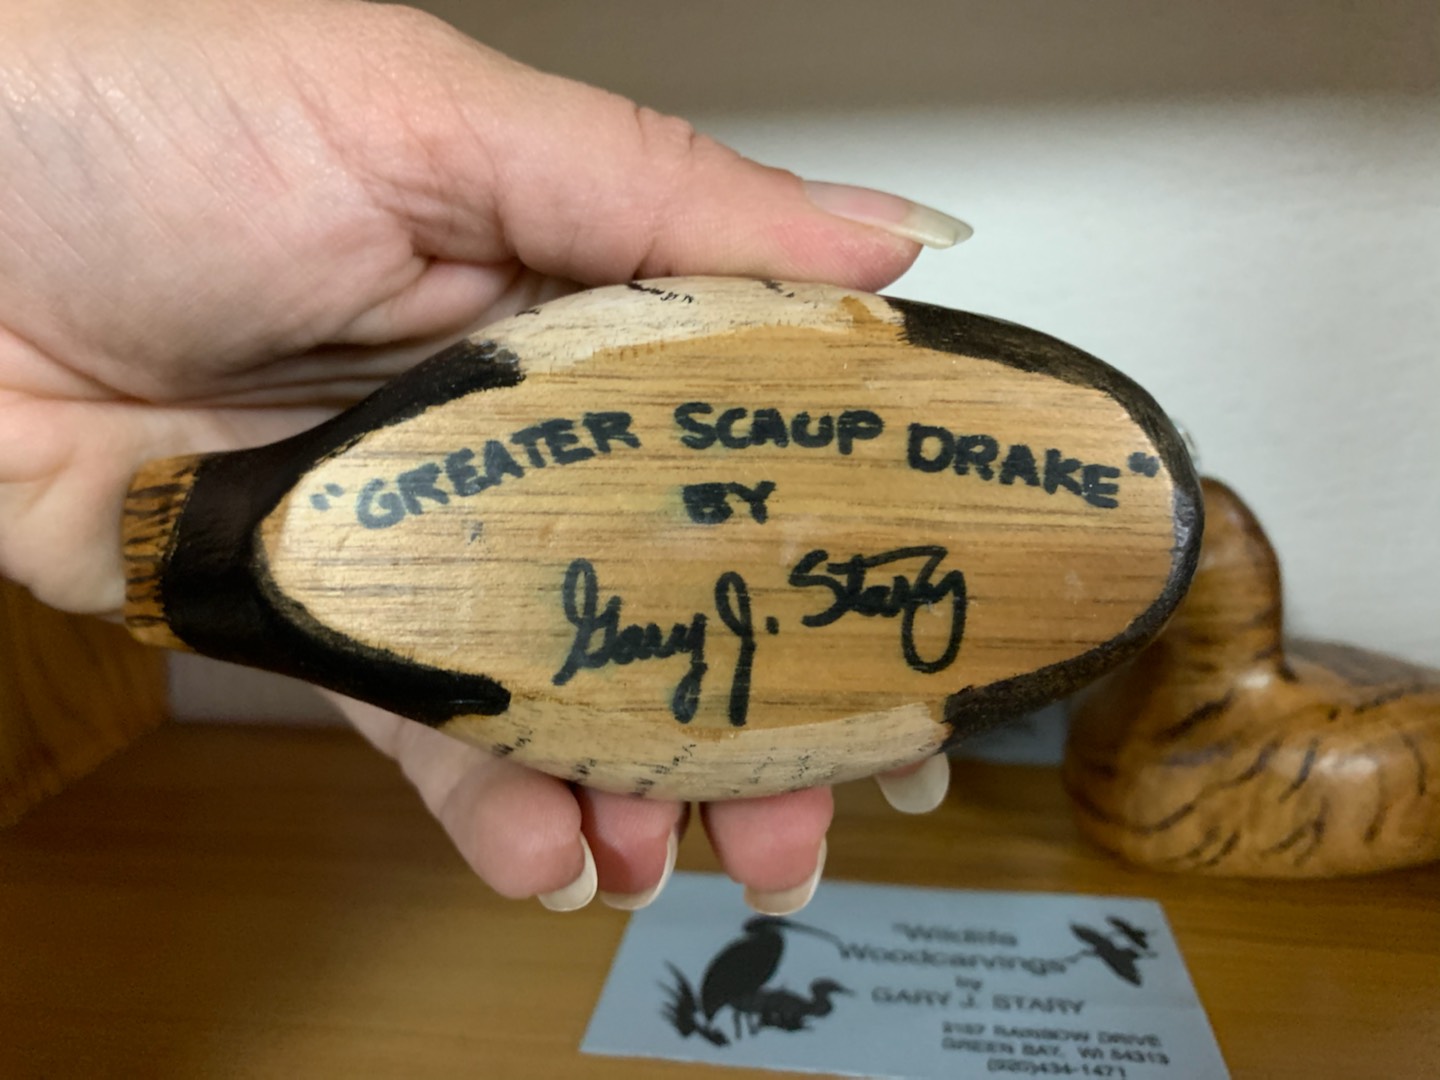 "GREATER SCAUP DRAKE"
BY
Gary J. Stary
"Wildlife
Woodcarvings"
by
GARY J. STARY
2187 RAINBOW DRIVE
GREEN BAY, WI 54313
(920)434-1471